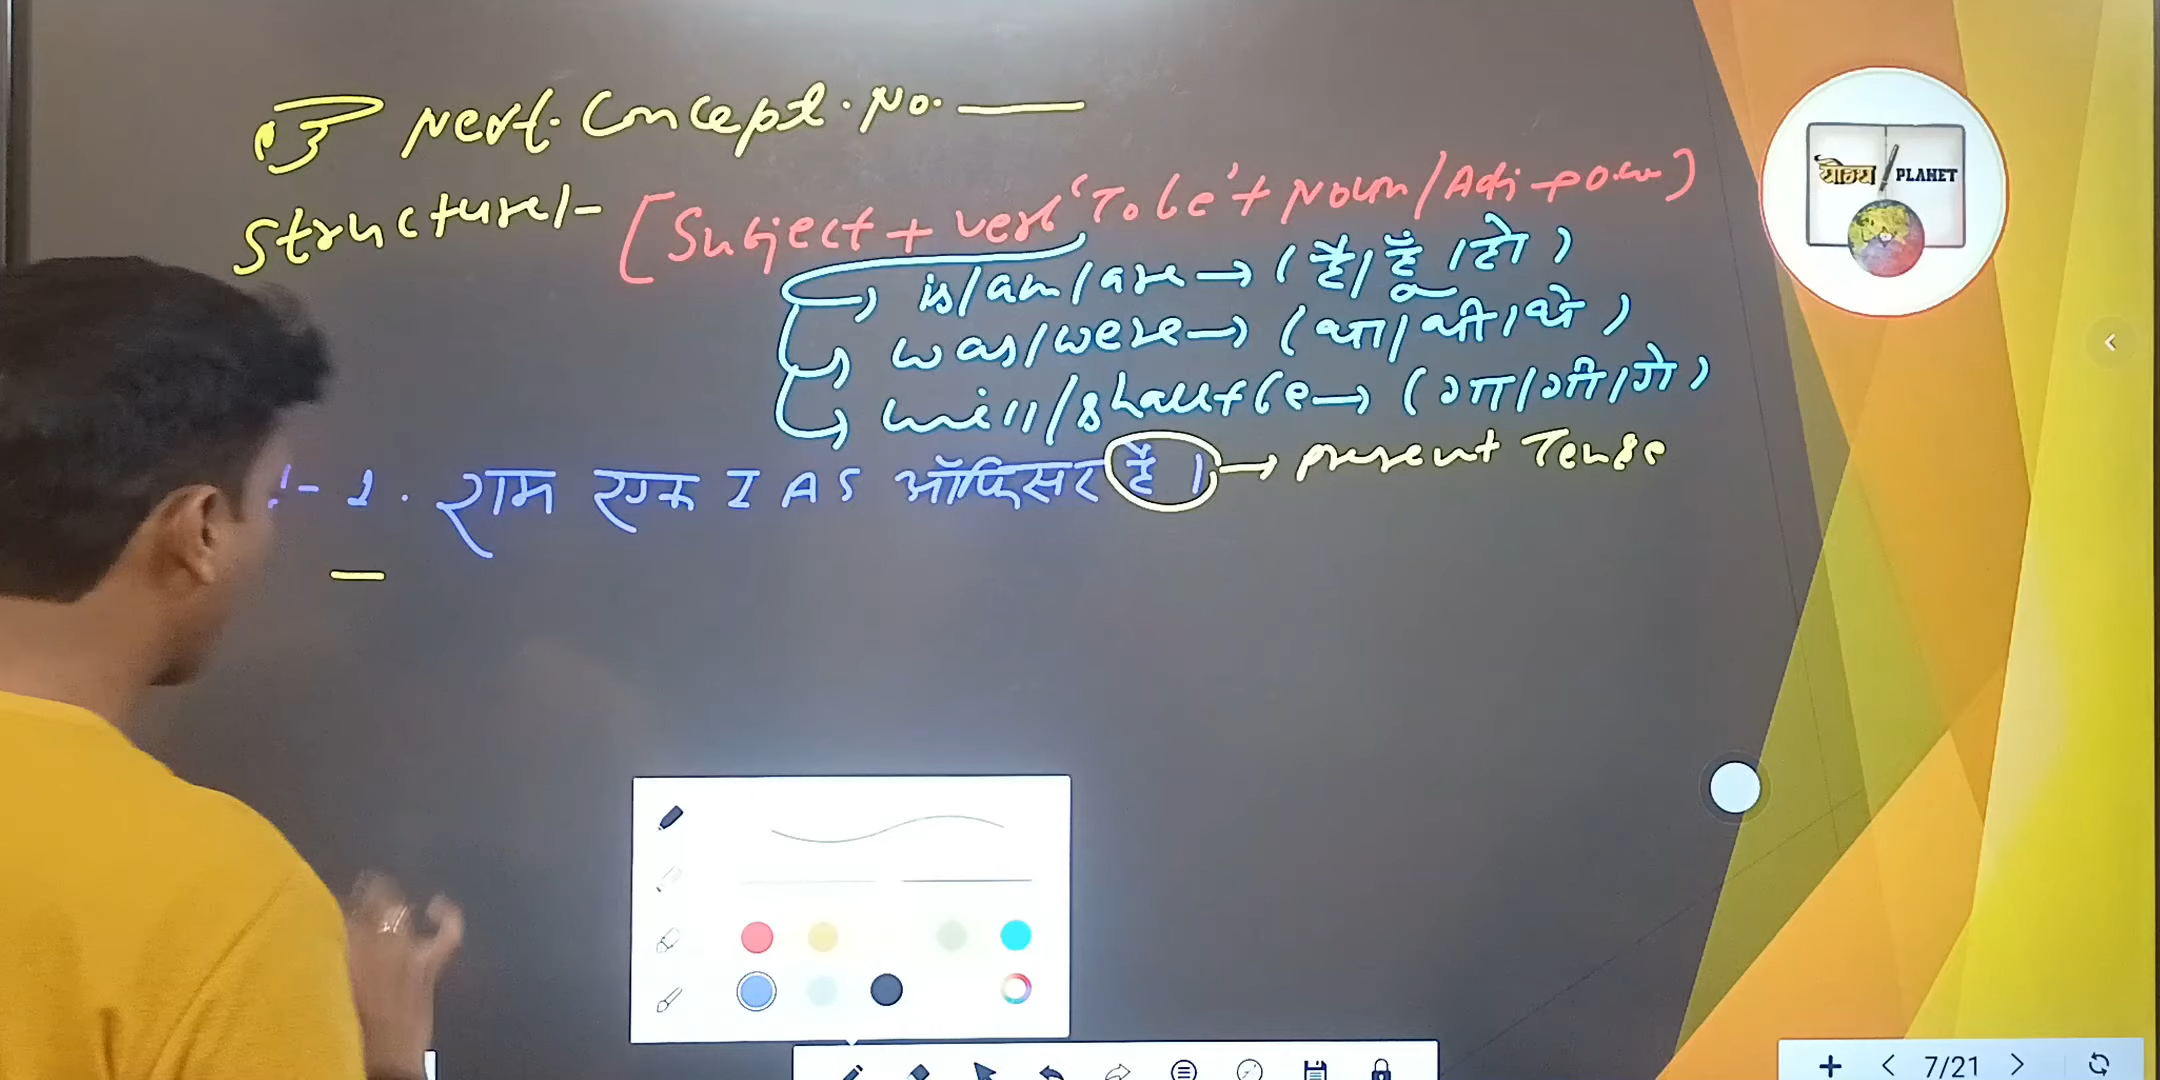 Next. Concept. No. ——
Structure:- [Subject + verb 'To be' + Noun/Adj
is/am/are → (है/हूँ/हो)
was/were → (था/थी/थे)
will/shall+be → (गा/गी/गे)
:- 1. राम एक IAS ऑफिसर है। → present Tense
योग्य PLANET
7/21